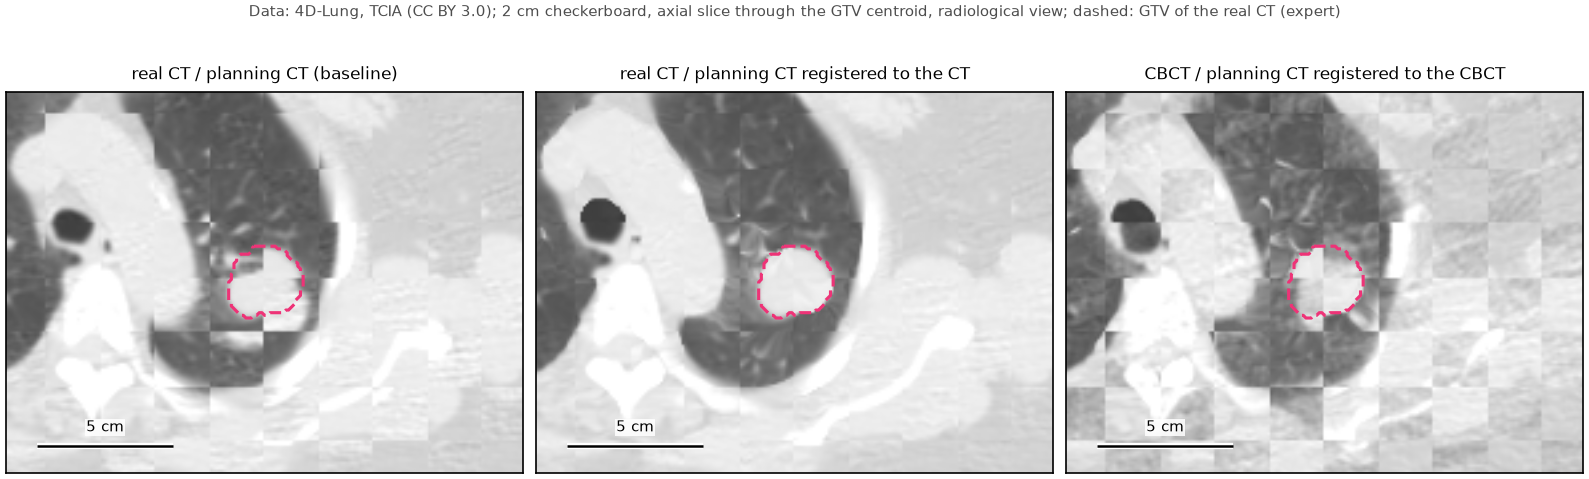 Data: 4D-Lung, TCIA (CC BY 3.0); 2 cm checkerboard, axial slice through the GTV centroid, radiological view; dashed: GTV of the real CT (expert)
real CT / planning CT (baseline)
real CT / planning CT registered to the CT
CBCT / planning CT registered to the CBCT
5 cm
5 cm
5 cm